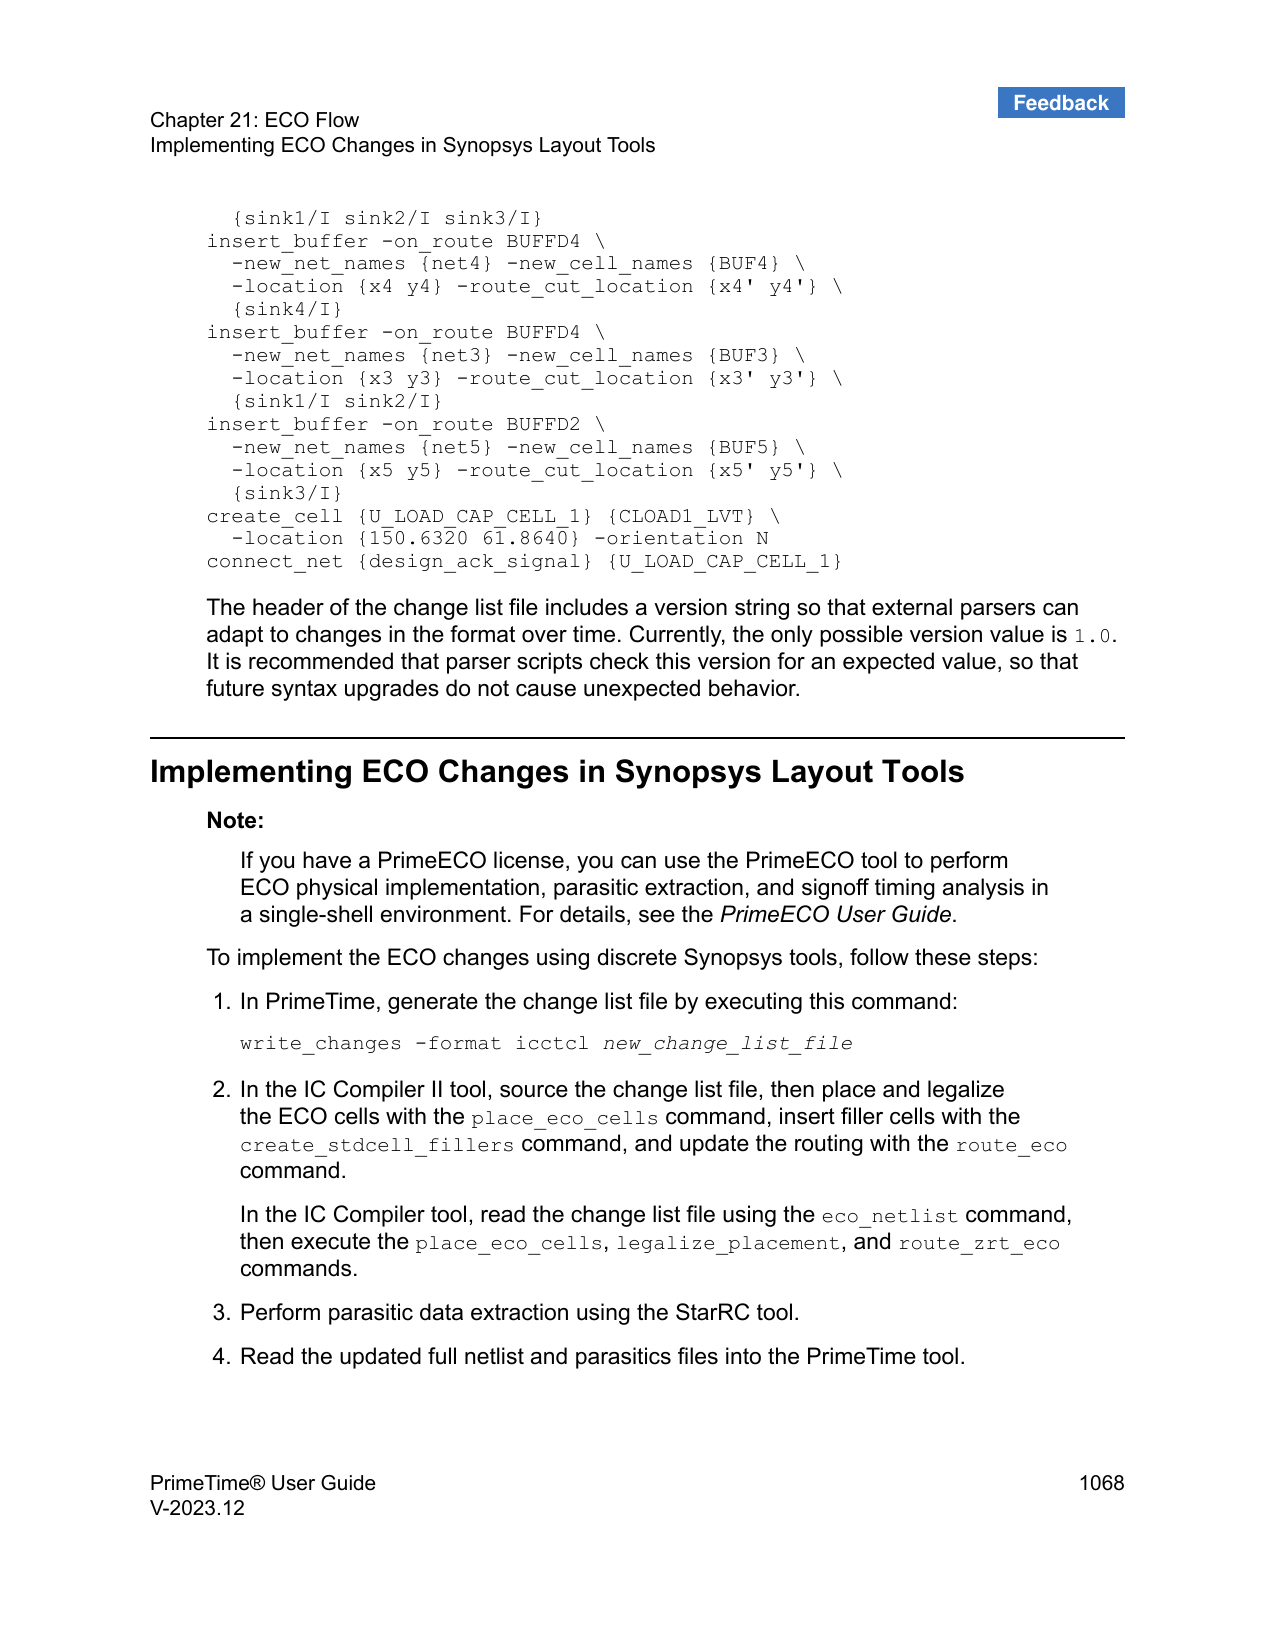 Feedback
Chapter 21: ECO Flow
Implementing ECO Changes in Synopsys Layout Tools
  {sink1/I sink2/I sink3/I}
insert_buffer -on_route BUFFD4 \
  -new_net_names {net4} -new_cell_names {BUF4} \
  -location {x4 y4} -route_cut_location {x4' y4'} \
  {sink4/I}
insert_buffer -on_route BUFFD4 \
  -new_net_names {net3} -new_cell_names {BUF3} \
  -location {x3 y3} -route_cut_location {x3' y3'} \
  {sink1/I sink2/I}
insert_buffer -on_route BUFFD2 \
  -new_net_names {net5} -new_cell_names {BUF5} \
  -location {x5 y5} -route_cut_location {x5' y5'} \
  {sink3/I}
create_cell {U_LOAD_CAP_CELL_1} {CLOAD1_LVT} \
  -location {150.6320 61.8640} -orientation N
connect_net {design_ack_signal} {U_LOAD_CAP_CELL_1}
The header of the change list file includes a version string so that external parsers can
adapt to changes in the format over time. Currently, the only possible version value is 1.0.
It is recommended that parser scripts check this version for an expected value, so that
future syntax upgrades do not cause unexpected behavior.
Implementing ECO Changes in Synopsys Layout Tools
Note:
If you have a PrimeECO license, you can use the PrimeECO tool to perform
ECO physical implementation, parasitic extraction, and signoff timing analysis in
a single-shell environment. For details, see the PrimeECO User Guide.
To implement the ECO changes using discrete Synopsys tools, follow these steps:
1. In PrimeTime, generate the change list file by executing this command:
write_changes -format icctcl new_change_list_file
2. In the IC Compiler II tool, source the change list file, then place and legalize
the ECO cells with the place_eco_cells command, insert filler cells with the
create_stdcell_fillers command, and update the routing with the route_eco
command.
In the IC Compiler tool, read the change list file using the eco_netlist command,
then execute the place_eco_cells, legalize_placement, and route_zrt_eco
commands.
3. Perform parasitic data extraction using the StarRC tool.
4. Read the updated full netlist and parasitics files into the PrimeTime tool.
PrimeTime® User Guide
1068
V-2023.12